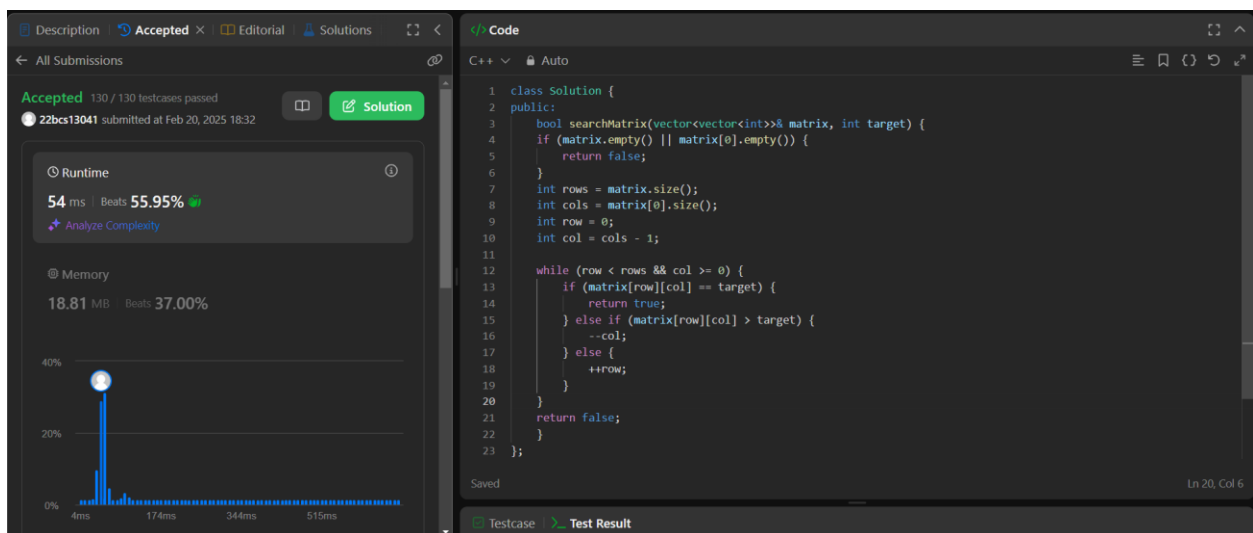 Description
Accepted
Editorial
Solutions
All Submissions
Accepted 130 / 130 testcases passed
22bcs13041 submitted at Feb 20, 2025 18:32
Solution
Runtime
54 ms Beats 55.95%
Analyze Complexity
Memory
18.81 MB Beats 37.00%
40%
20%
0%
4ms 174ms 344ms 515ms
</> Code
C++ Auto
1 class Solution {
2 public:
3 bool searchMatrix(vector<vector<int>>& matrix, int target) {
4 if (matrix.empty() || matrix[0].empty()) {
5 return false;
6 }
7 int rows = matrix.size();
8 int cols = matrix[0].size();
9 int row = 0;
10 int col = cols - 1;
11
12 while (row < rows && col >= 0) {
13 if (matrix[row][col] == target) {
14 return true;
15 } else if (matrix[row][col] > target) {
16 --col;
17 } else {
18 ++row;
19 }
20 }
21 return false;
22 }
23 };
Saved
Ln 20, Col 6
Testcase
Test Result